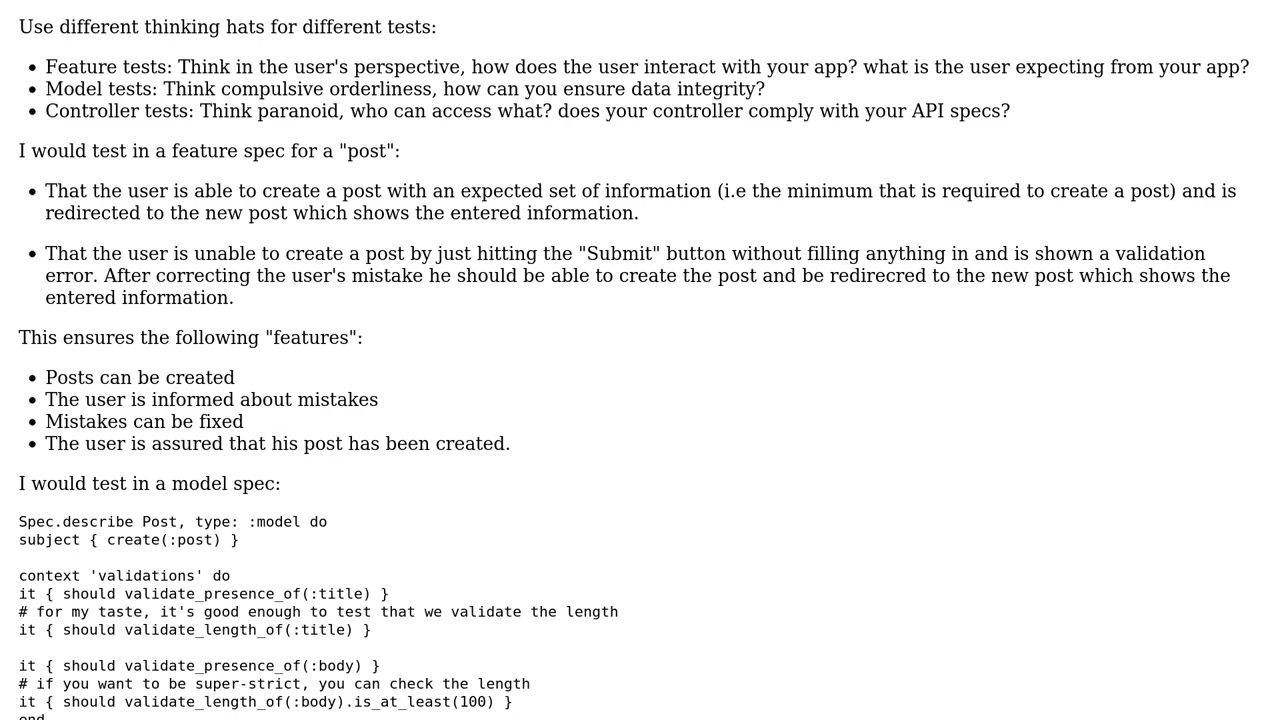 Use different thinking hats for different tests:
• Feature tests: Think in the user's perspective, how does the user interact with your app? what is the user expecting from your app?
• Model tests: Think compulsive orderliness, how can you ensure data integrity?
• Controller tests: Think paranoid, who can access what? does your controller comply with your API specs?
I would test in a feature spec for a "post":
• That the user is able to create a post with an expected set of information (i.e the minimum that is required to create a post) and is
redirected to the new post which shows the entered information.
• That the user is unable to create a post by just hitting the "Submit" button without filling anything in and is shown a validation
error. After correcting the user's mistake he should be able to create the post and be redirecred to the new post which shows the
entered information.
This ensures the following "features":
• Posts can be created
• The user is informed about mistakes
• Mistakes can be fixed
• The user is assured that his post has been created.
I would test in a model spec:
Spec.describe Post, type: :model do
subject { create(:post) }
context 'validations' do
it { should validate_presence_of(:title) }
# for my taste, it's good enough to test that we validate the length
it { should validate_length_of(:title) }
it { should validate_presence_of(:body) }
# if you want to be super-strict, you can check the length
it { should validate_length_of(:body).is_at_least(100) }
end